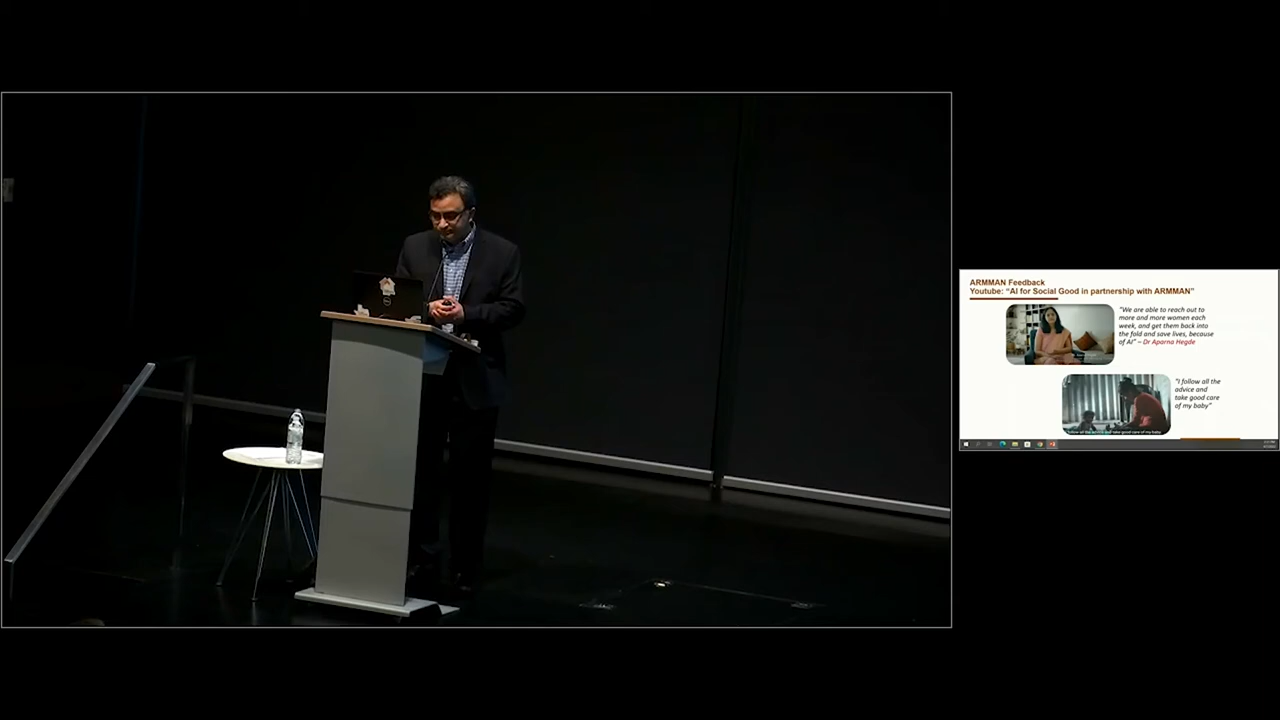 ARMMAN Feedback
Youtube: "AI for Social Good in partnership with ARMMAN"
"We are able to reach out to
more and more women each
week, and get them back into
the fold and save lives, because
of AI" – Dr Aparna Hegde
"I follow all the
advice and
take good care
of my baby"